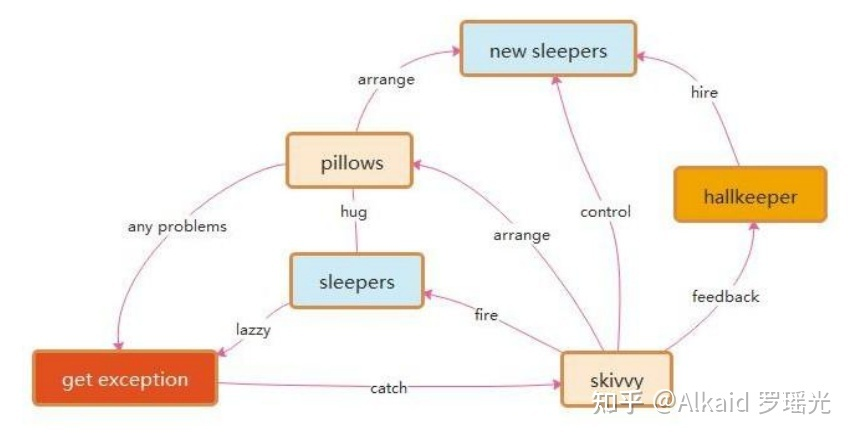 new sleepers
arrange
hire
pillows
hallkeeper
hug
any problems
control
arrange
sleepers
feedback
fire
lazzy
get exception
skivvy
catch
知乎 @Alkaid 罗瑶光